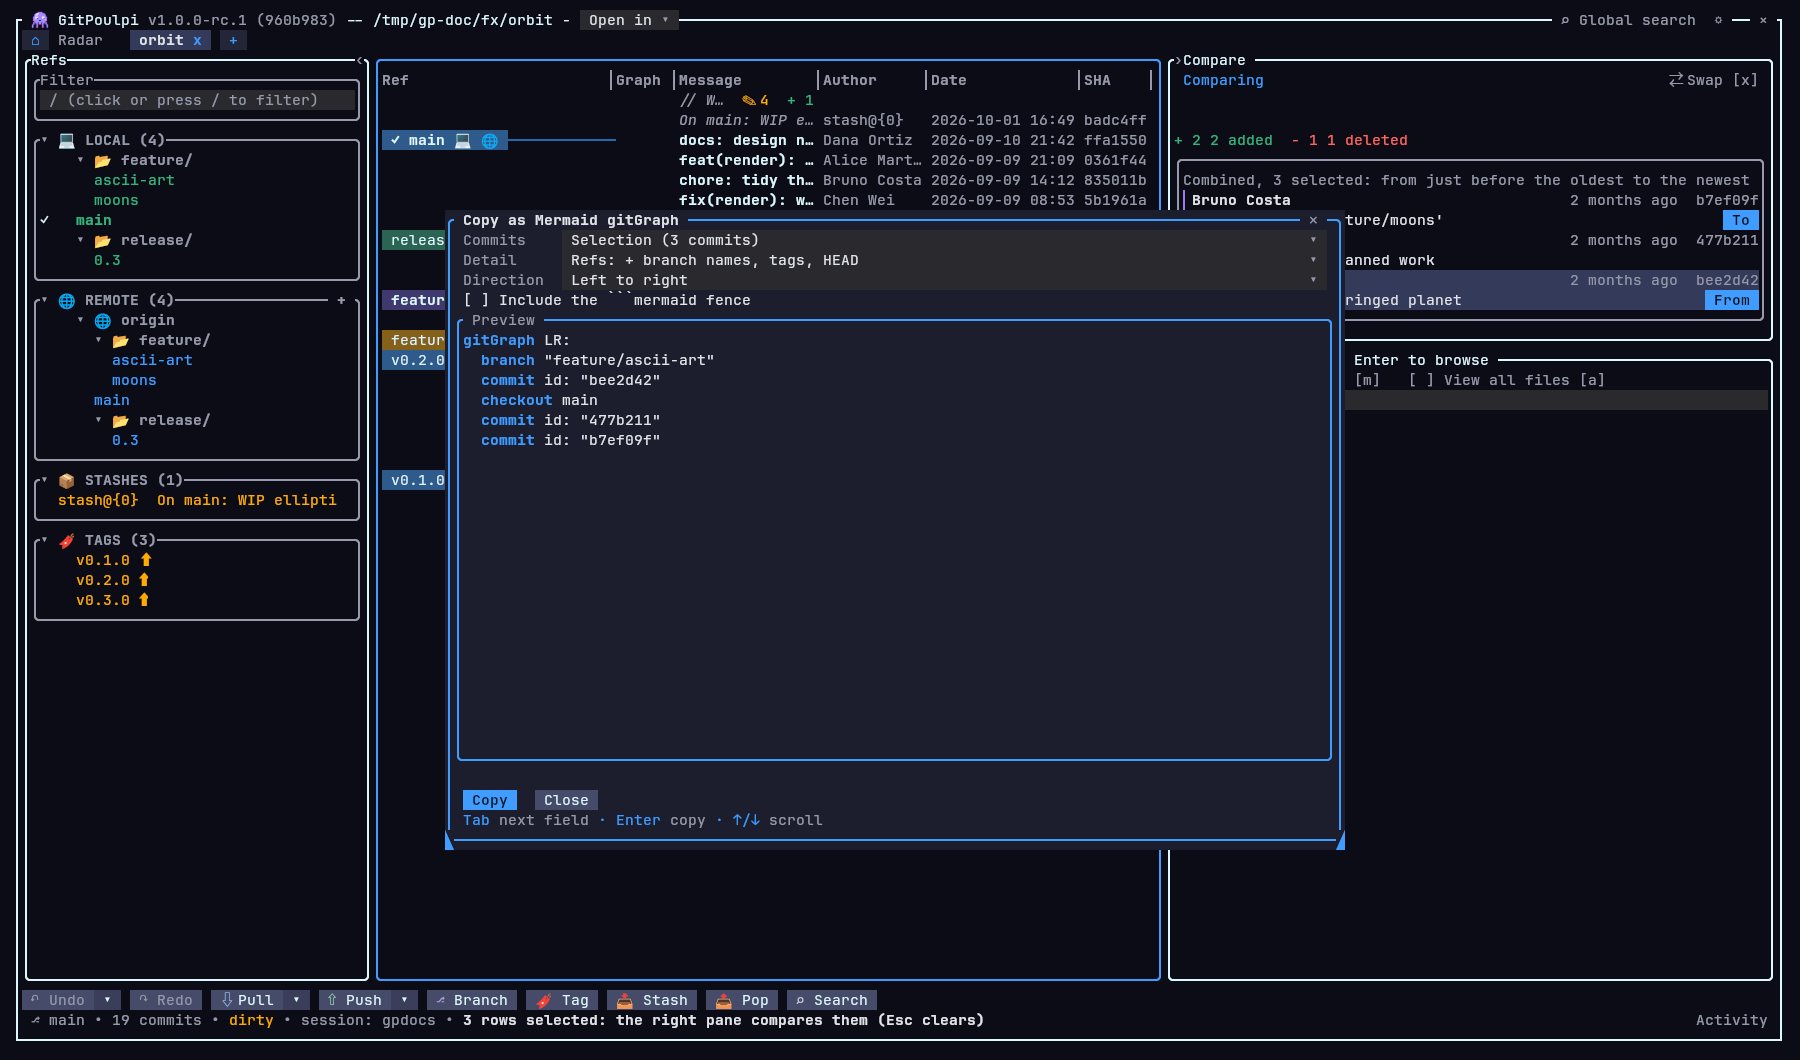 GitPoulpi v1.0.0-rc.1 (960b983) —— /tmp/gp-doc/fx/orbit - Open in ▾
⌕ Global search ☼ — ×
⌂ Radar orbit x +
Refs ‹
Filter
/ (click or press / to filter)
▾ LOCAL (4)
▾ feature/
ascii-art
moons
✓ main
▾ release/
0.3
▾ REMOTE (4) +
▾ origin
▾ feature/
ascii-art
moons
main
▾ release/
0.3
▾ STASHES (1)
stash@{0} On main: WIP ellipti
▾ TAGS (3)
v0.1.0 ⬆
v0.2.0 ⬆
v0.3.0 ⬆
Ref Graph Message Author Date SHA
// W… ✎ 4 + 1
On main: WIP e… stash@{0} 2026-10-01 16:49 badc4ff
✓ main docs: design n… Dana Ortiz 2026-09-10 21:42 ffa1550
feat(render): … Alice Mart… 2026-09-09 21:09 0361f44
chore: tidy th… Bruno Costa 2026-09-09 14:12 835011b
fix(render): w… Chen Wei 2026-09-09 08:53 5b1961a
releas
featur
featur
v0.2.0
v0.1.0
› Compare
Comparing ⇄ Swap [x]
+ 2 2 added - 1 1 deleted
Combined, 3 selected: from just before the oldest to the newest
Bruno Costa 2 months ago b7ef09f
ture/moons' To
2 months ago 477b211
anned work
2 months ago bee2d42
ringed planet From
Enter to browse
[m] [ ] View all files [a]
Copy as Mermaid gitGraph ×
Commits Selection (3 commits) ▾
Detail Refs: + branch names, tags, HEAD ▾
Direction Left to right ▾
[ ] Include the ```mermaid fence
Preview
gitGraph LR:
branch "feature/ascii-art"
commit id: "bee2d42"
checkout main
commit id: "477b211"
commit id: "b7ef09f"
Copy Close
Tab next field · Enter copy · ↑/↓ scroll
↶ Undo ▾ ↷ Redo ⇩ Pull ▾ ⇧ Push ▾ ⎇ Branch Tag Stash Pop ⌕ Search
⎇ main • 19 commits • dirty • session: gpdocs • 3 rows selected: the right pane compares them (Esc clears)
Activity